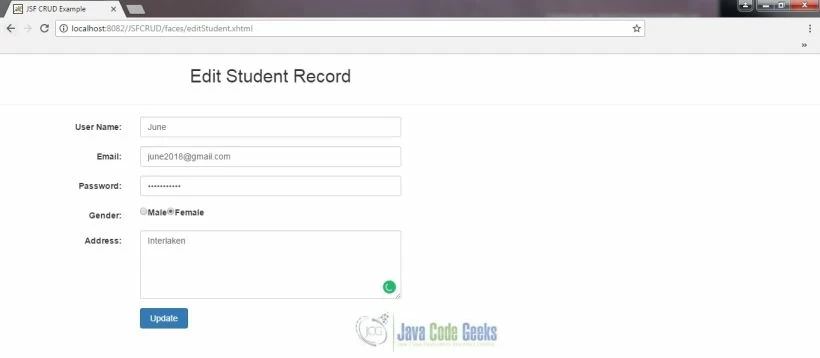 JSF CRUD Example
localhost:8082/JSFCRUD/faces/editStudent.xhtml
Edit Student Record
User Name: June
Email: june2018@gmail.com
Password: •••••••••••
Gender: Male Female
Address: Interlaken
Update
JCG Java Code Geeks